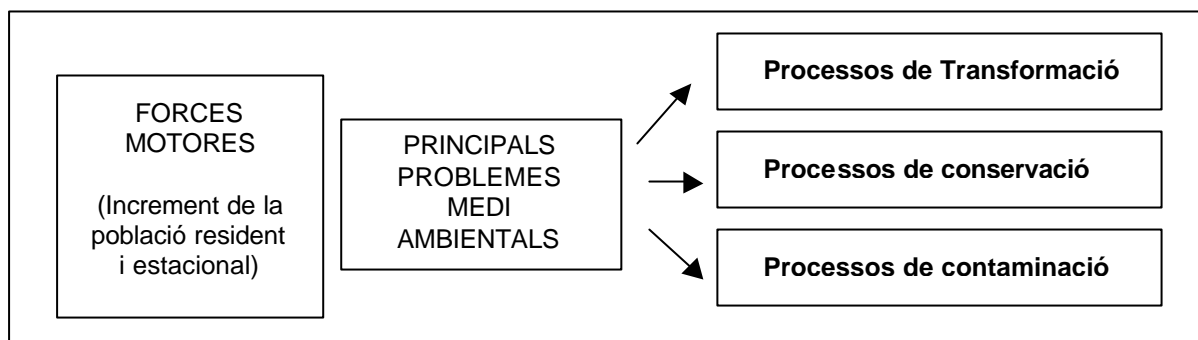 FORCES
MOTORES
(Increment de la
població resident
i estacional)
PRINCIPALS
PROBLEMES
MEDI
AMBIENTALS
Processos de Transformació
Processos de conservació
Processos de contaminació